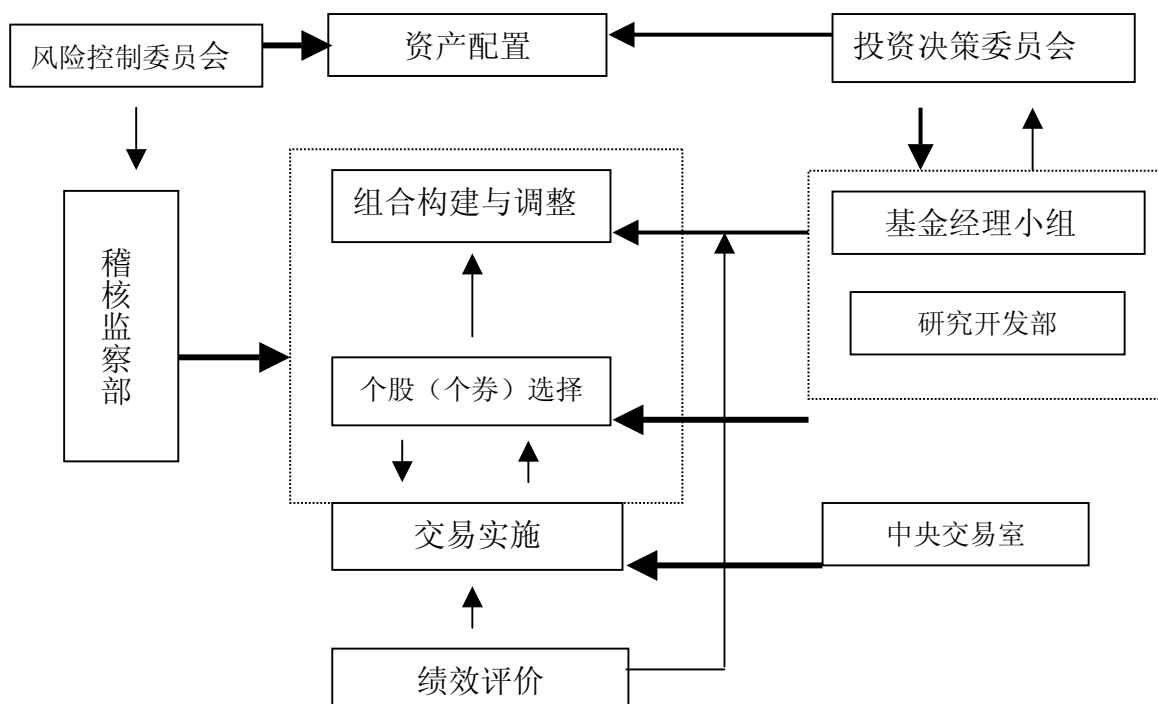 风险控制委员会
资产配置
投资决策委员会
组合构建与调整
基金经理小组
研究开发部
稽核监察部
个股（个券）选择
交易实施
中央交易室
绩效评价